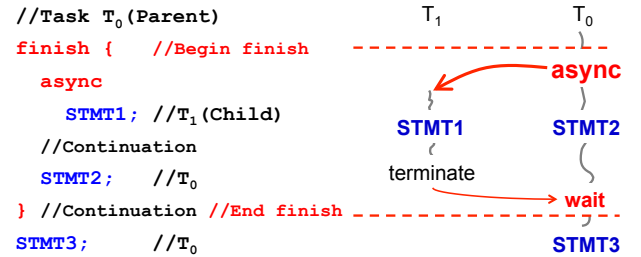 //Task T0(Parent)
finish { //Begin finish
async
STMT1; //T1(Child)
//Continuation
STMT2; //T0
} //Continuation //End finish
STMT3; //T0
T1 T0
async
STMT1 STMT2
terminate
wait
STMT3